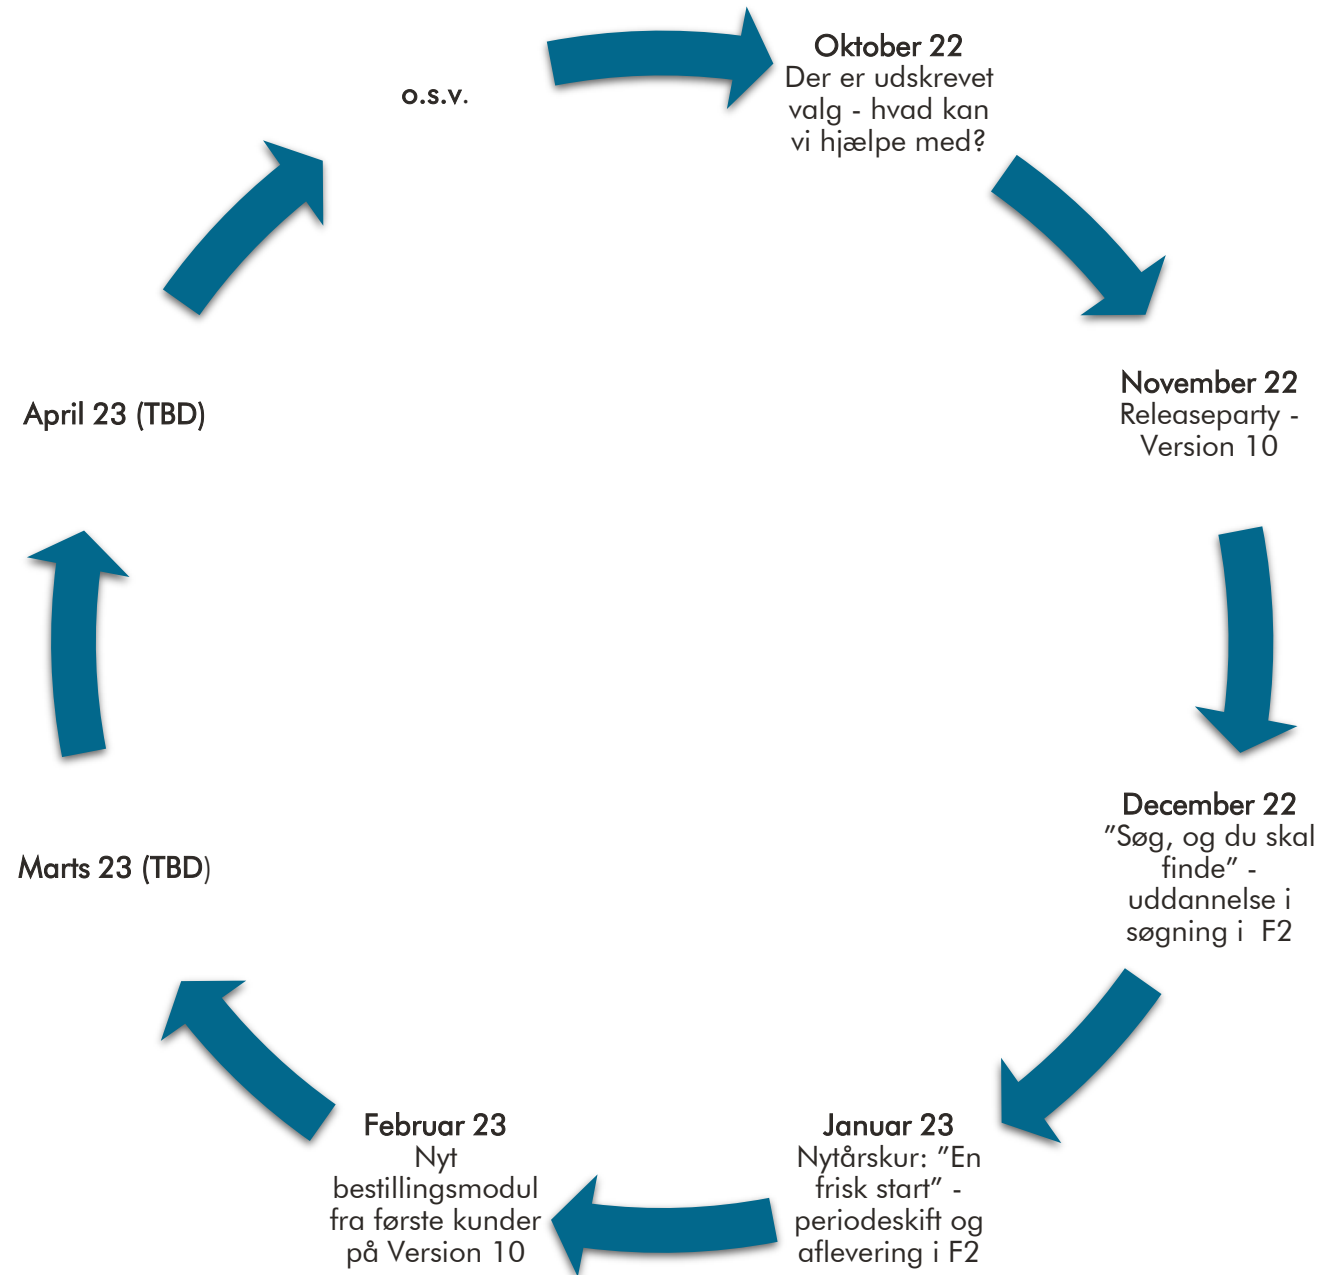 Oktober 22
Der er udskrevet
valg - hvad kan
vi hjælpe med?
November 22
Releaseparty -
Version 10
December 22
”Søg, og du skal
finde” -
uddannelse i
søgning i  F2
Januar 23
Nytårskur: ”En
frisk start” -
periodeskift og
aflevering i F2
Februar 23
Nyt
bestillingsmodul
fra første kunder
på Version 10
Marts 23 (TBD)
April 23 (TBD)
o.s.v.